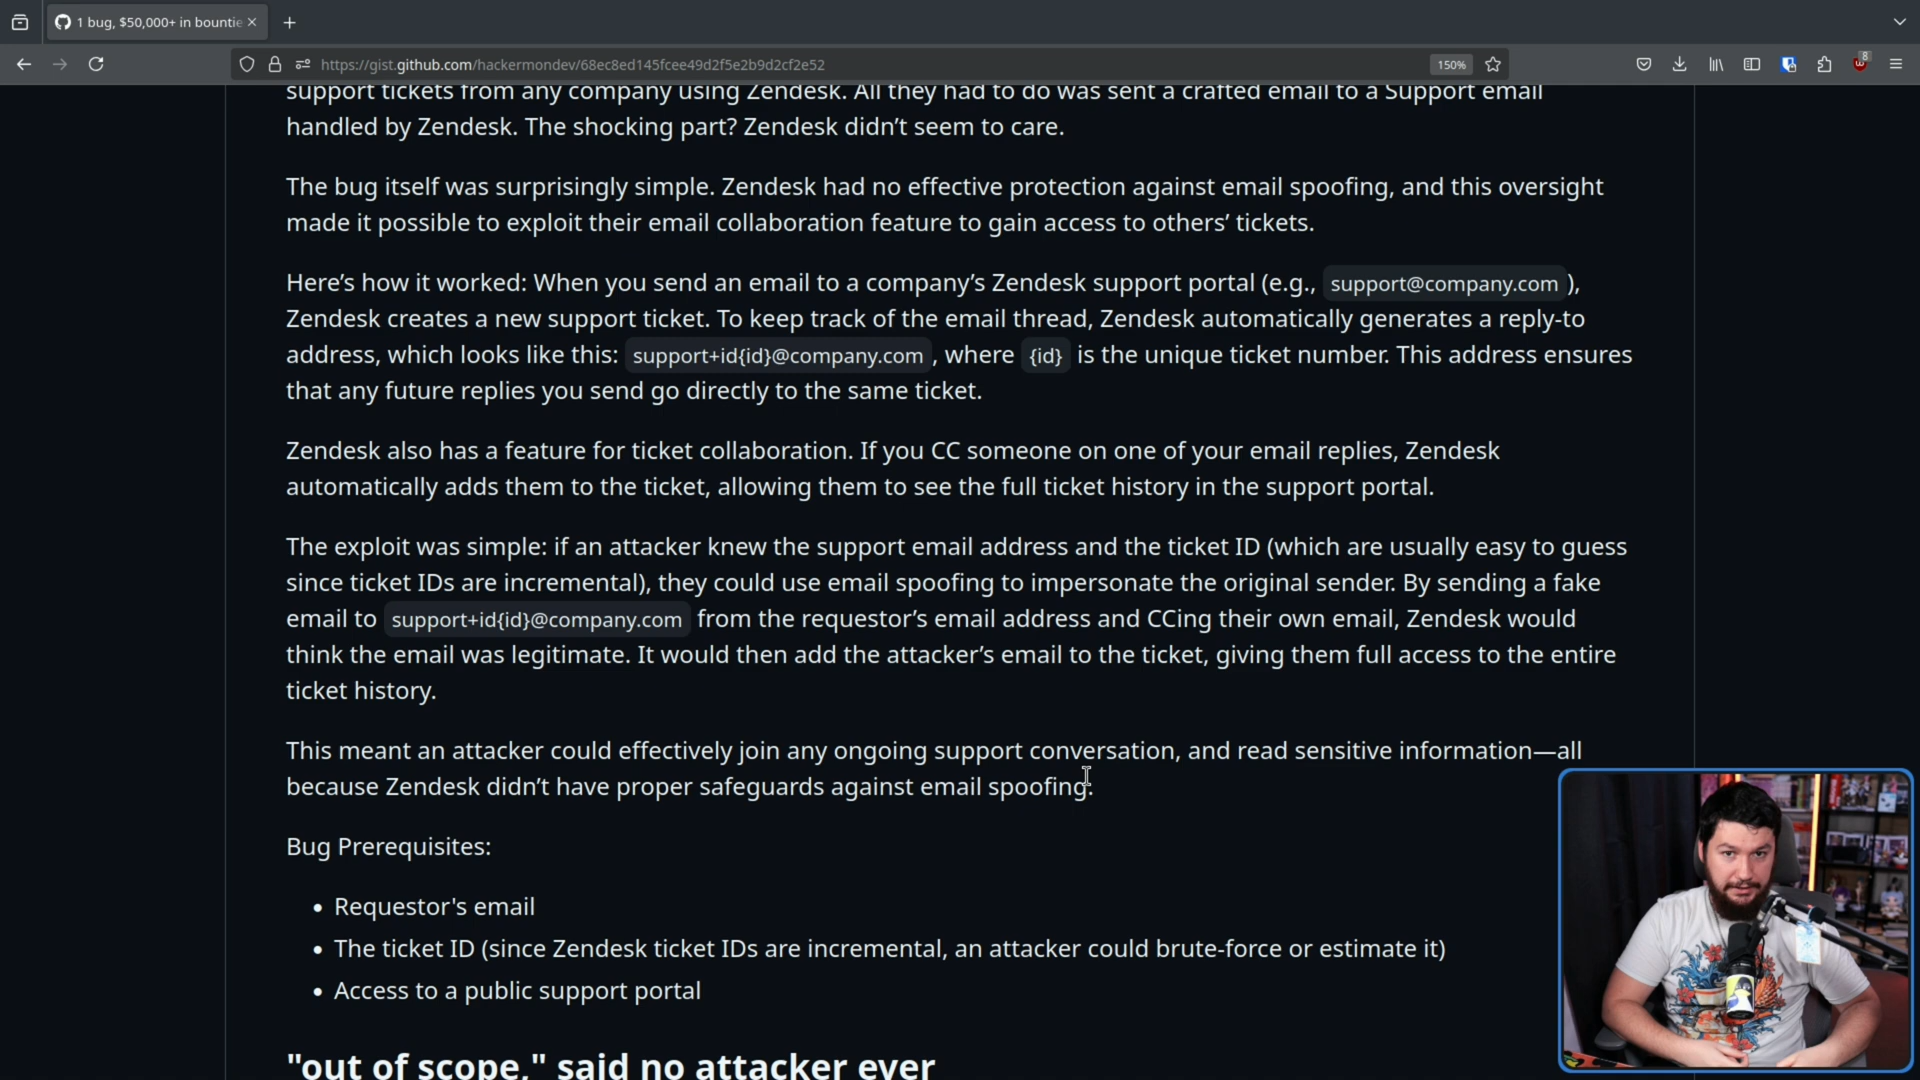 1 bug, $50,000+ in bountie
https://gist.github.com/hackermondev/68ec8ed145fcee49d2f5e2b9d2cf2e52
150%
8
support tickets from any company using Zendesk. All they had to do was sent a crafted email to a Support email
handled by Zendesk. The shocking part? Zendesk didn’t seem to care.
The bug itself was surprisingly simple. Zendesk had no effective protection against email spoofing, and this oversight
made it possible to exploit their email collaboration feature to gain access to others’ tickets.
Here’s how it worked: When you send an email to a company’s Zendesk support portal (e.g., support@company.com),
Zendesk creates a new support ticket. To keep track of the email thread, Zendesk automatically generates a reply-to
address, which looks like this: support+id{id}@company.com, where {id} is the unique ticket number. This address ensures
that any future replies you send go directly to the same ticket.
Zendesk also has a feature for ticket collaboration. If you CC someone on one of your email replies, Zendesk
automatically adds them to the ticket, allowing them to see the full ticket history in the support portal.
The exploit was simple: if an attacker knew the support email address and the ticket ID (which are usually easy to guess
since ticket IDs are incremental), they could use email spoofing to impersonate the original sender. By sending a fake
email to support+id{id}@company.com from the requestor’s email address and CCing their own email, Zendesk would
think the email was legitimate. It would then add the attacker’s email to the ticket, giving them full access to the entire
ticket history.
This meant an attacker could effectively join any ongoing support conversation, and read sensitive information—all
because Zendesk didn’t have proper safeguards against email spoofing.
Bug Prerequisites:
• Requestor's email
• The ticket ID (since Zendesk ticket IDs are incremental, an attacker could brute-force or estimate it)
• Access to a public support portal
"out of scope," said no attacker ever